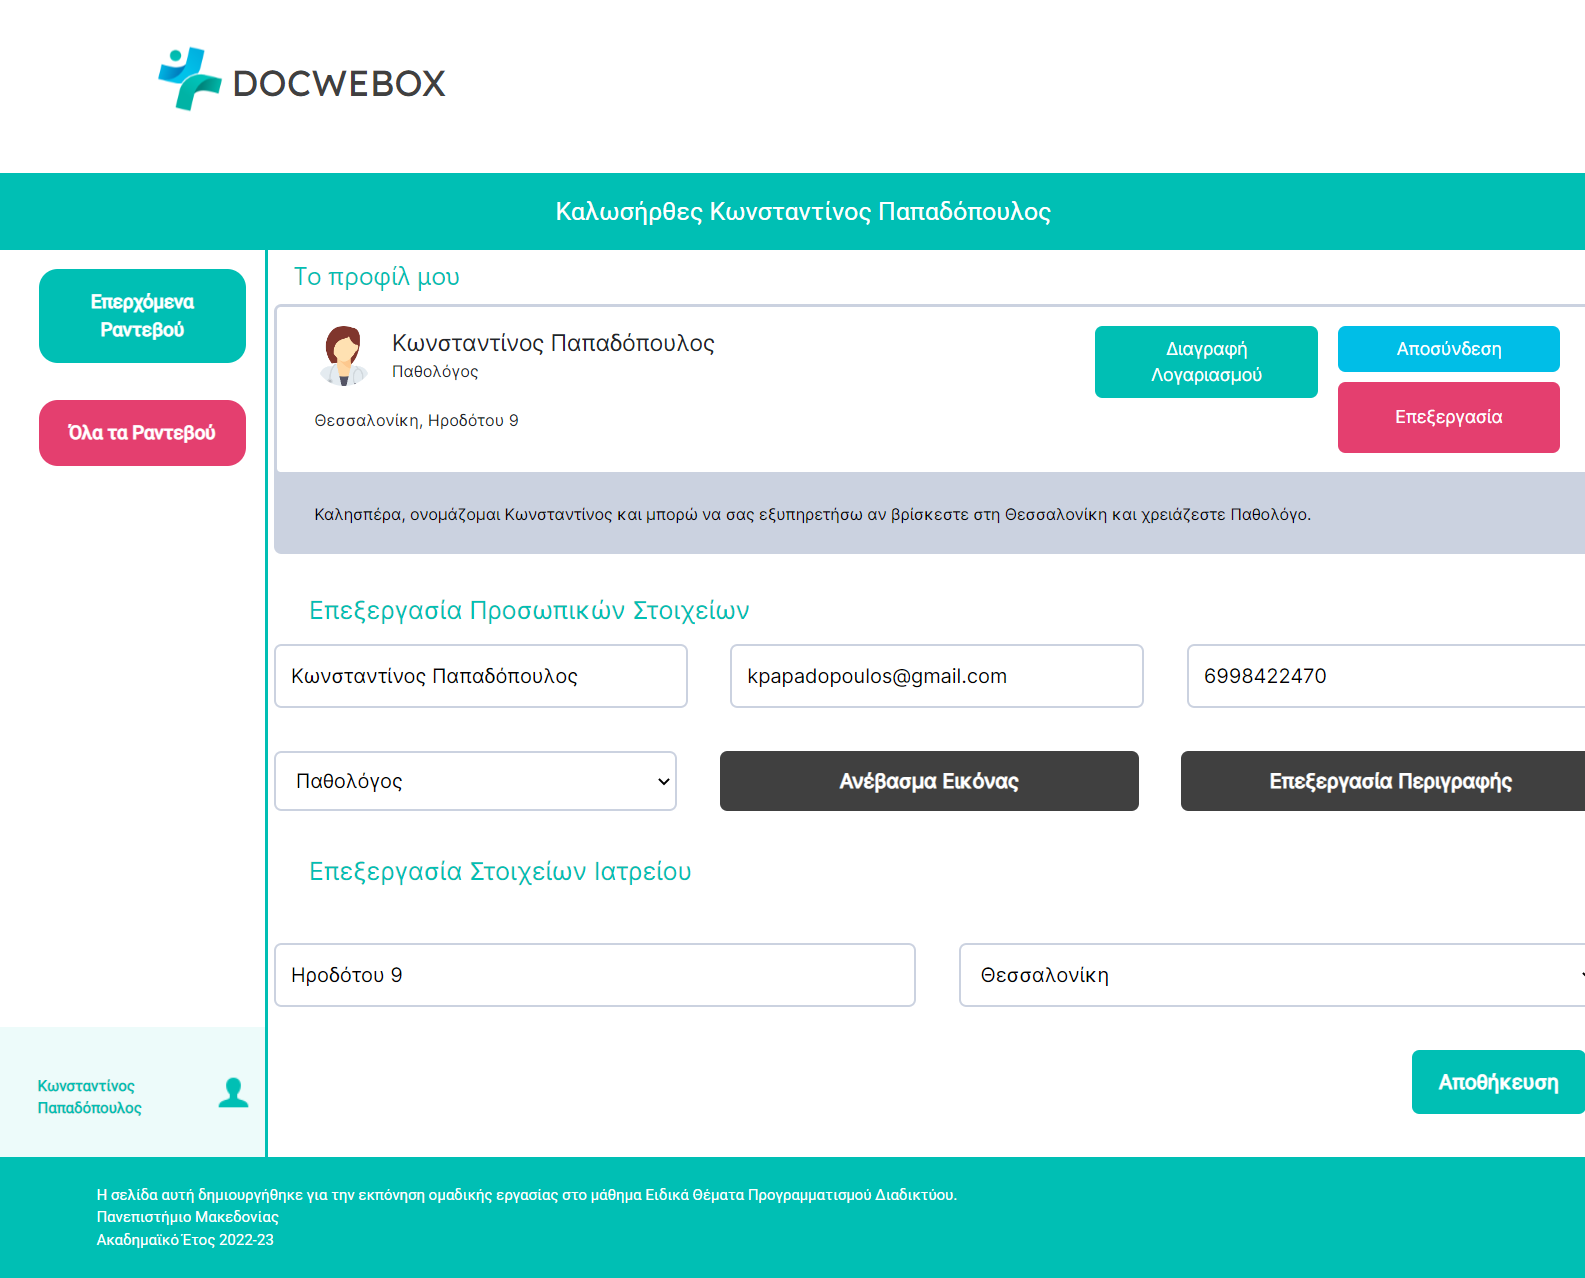 DOCWEBOX
Καλωσήρθες Κωνσταντίνος Παπαδόπουλος
Επερχόμενα
Ραντεβού
Όλα τα Ραντεβού
Το προφίλ μου
Κωνσταντίνος Παπαδόπουλος
Παθολόγος
Θεσσαλονίκη, Ηροδότου 9
Διαγραφή
Λογαριασμού
Αποσύνδεση
Επεξεργασία
Καλησπέρα, ονομάζομαι Κωνσταντίνος και μπορώ να σας εξυπηρετήσω αν βρίσκεστε στη Θεσσαλονίκη και χρειάζεστε Παθολόγο.
Επεξεργασία Προσωπικών Στοιχείων
Κωνσταντίνος Παπαδόπουλος
kpapadopoulos@gmail.com
6998422470
Παθολόγος
Ανέβασμα Εικόνας
Επεξεργασία Περιγραφής
Επεξεργασία Στοιχείων Ιατρείου
Ηροδότου 9
Θεσσαλονίκη
Αποθήκευση
Κωνσταντίνος
Παπαδόπουλος
Η σελίδα αυτή δημιουργήθηκε για την εκπόνηση ομαδικής εργασίας στο μάθημα Ειδικά Θέματα Προγραμματισμού Διαδικτύου.
Πανεπιστήμιο Μακεδονίας
Ακαδημαϊκό Έτος 2022-23